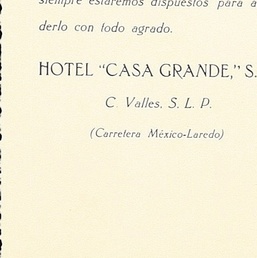 siempre estaremos dispuestos para a
derlo con todo agrado.
HOTEL "CASA GRANDE," S.
C. Valles, S. L. P.
(Carretera México-Laredo)